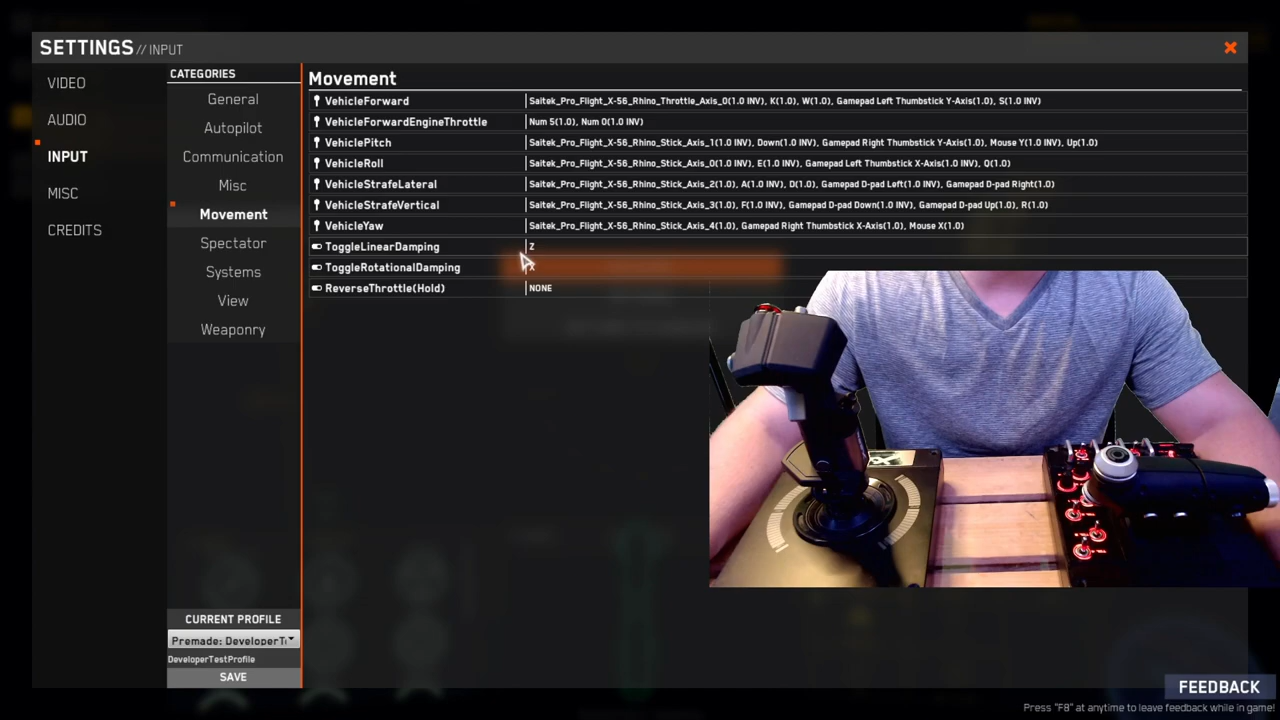 SETTINGS // INPUT
VIDEO
AUDIO
INPUT
MISC
CREDITS
CATEGORIES
General
Autopilot
Communication
Misc
Movement
Spectator
Systems
View
Weaponry
CURRENT PROFILE
Premade: DeveloperT
DeveloperTestProfile
SAVE
Movement
VehicleForward Saitek_Pro_Flight_X-56_Rhino_Throttle_Axis_0(1.0 INV), K(1.0), W(1.0), Gamepad Left Thumbstick Y-Axis(1.0), S(1.0 INV)
VehicleForwardEngineThrottle Num 5(1.0), Num 0(1.0 INV)
VehiclePitch Saitek_Pro_Flight_X-56_Rhino_Stick_Axis_1(1.0 INV), Down(1.0 INV), Gamepad Right Thumbstick Y-Axis(1.0), Mouse Y(1.0 INV), Up(1.0)
VehicleRoll Saitek_Pro_Flight_X-56_Rhino_Stick_Axis_0(1.0 INV), E(1.0 INV), Gamepad Left Thumbstick X-Axis(1.0 INV), Q(1.0)
VehicleStrafeLateral Saitek_Pro_Flight_X-56_Rhino_Stick_Axis_2(1.0), A(1.0 INV), D(1.0), Gamepad D-pad Left(1.0 INV), Gamepad D-pad Right(1.0)
VehicleStrafeVertical Saitek_Pro_Flight_X-56_Rhino_Stick_Axis_3(1.0), F(1.0 INV), Gamepad D-pad Down(1.0 INV), Gamepad D-pad Up(1.0), R(1.0)
VehicleYaw Saitek_Pro_Flight_X-56_Rhino_Stick_Axis_4(1.0), Gamepad Right Thumbstick X-Axis(1.0), Mouse X(1.0)
ToggleLinearDamping Z
ToggleRotationalDamping X
ReverseThrottle(Hold) NONE
FEEDBACK
Press "F8" at anytime to leave feedback while in game!